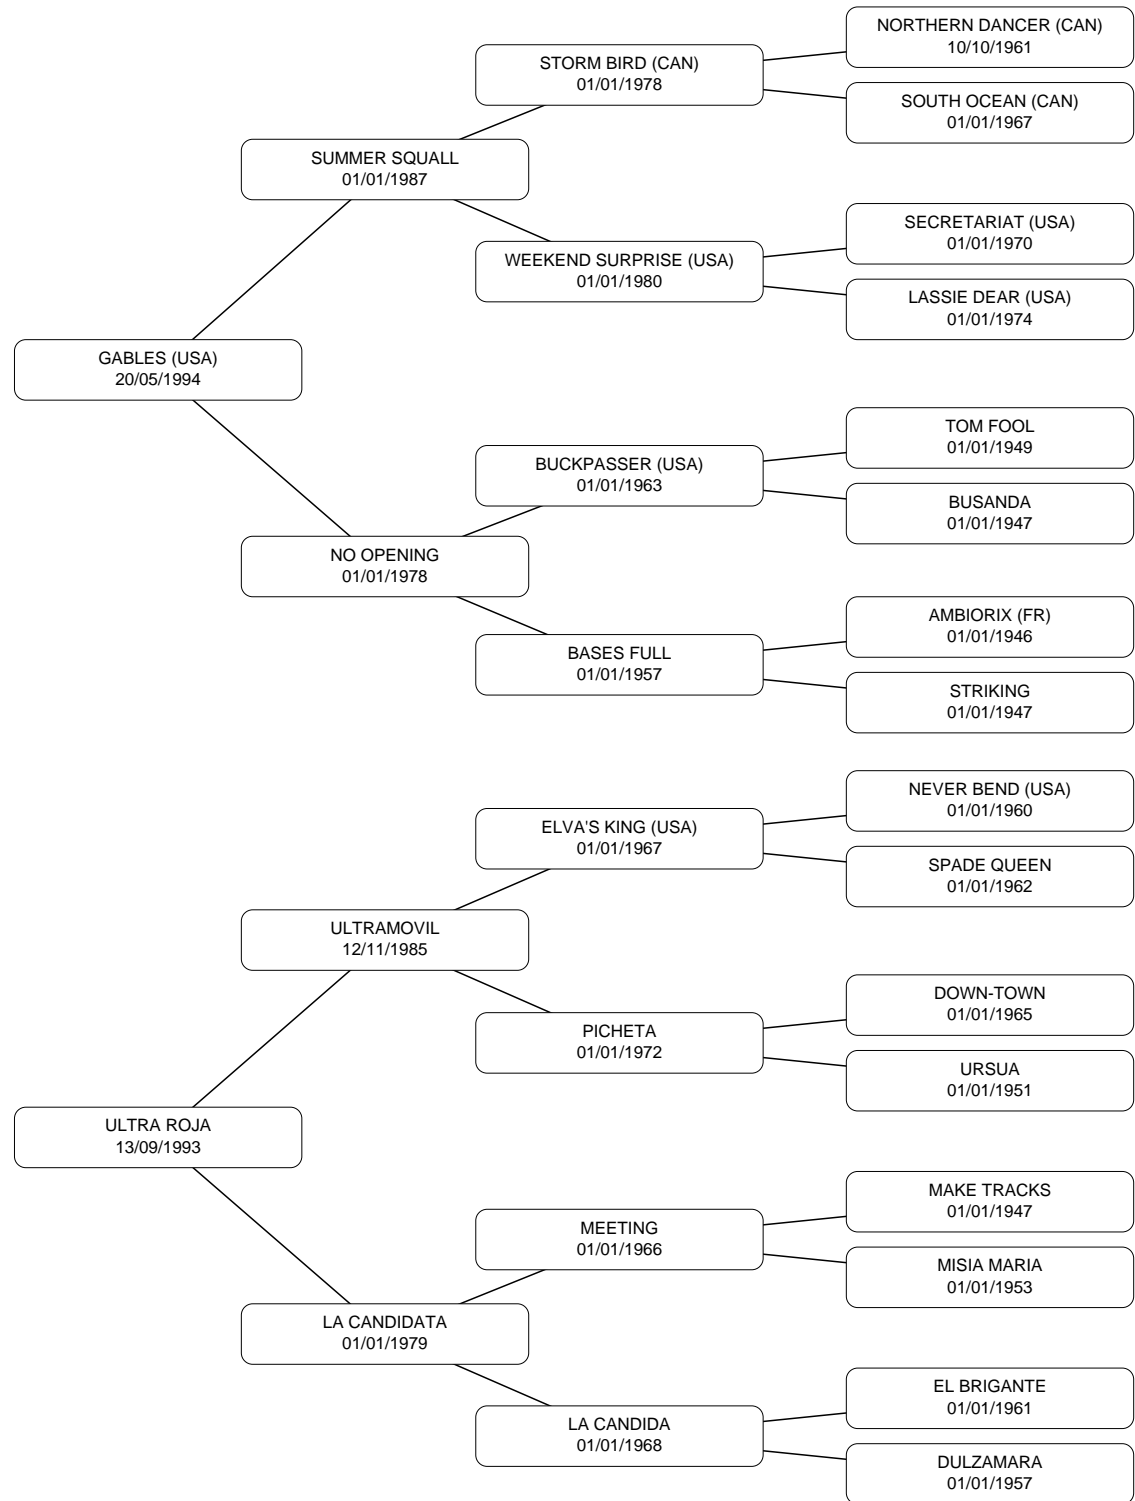 NORTHERN DANCER (CAN)
10/10/1961
STORM BIRD (CAN)
01/01/1978
SOUTH OCEAN (CAN)
01/01/1967
SUMMER SQUALL
01/01/1987
SECRETARIAT (USA)
01/01/1970
WEEKEND SURPRISE (USA)
01/01/1980
LASSIE DEAR (USA)
01/01/1974
GABLES (USA)
20/05/1994
TOM FOOL
01/01/1949
BUCKPASSER (USA)
01/01/1963
BUSANDA
01/01/1947
NO OPENING
01/01/1978
AMBIORIX (FR)
01/01/1946
BASES FULL
01/01/1957
STRIKING
01/01/1947
NEVER BEND (USA)
01/01/1960
ELVA'S KING (USA)
01/01/1967
SPADE QUEEN
01/01/1962
ULTRAMOVIL
12/11/1985
DOWN-TOWN
01/01/1965
PICHETA
01/01/1972
URSUA
01/01/1951
ULTRA ROJA
13/09/1993
MAKE TRACKS
01/01/1947
MEETING
01/01/1966
MISIA MARIA
01/01/1953
LA CANDIDATA
01/01/1979
EL BRIGANTE
01/01/1961
LA CANDIDA
01/01/1968
DULZAMARA
01/01/1957